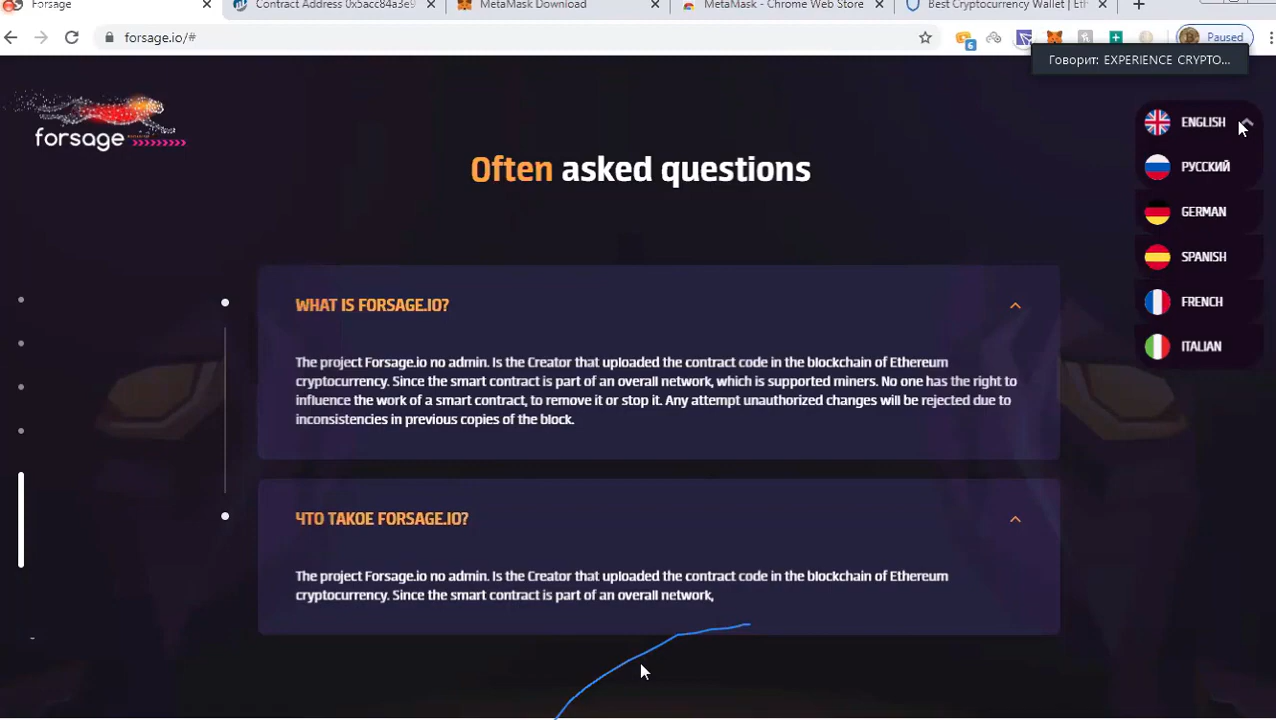 Forsage
Contract Address 0x5acc84a3e9
MetaMask Download
MetaMask - Chrome Web Store
Best Cryptocurrency Wallet | Eth
forsage.io/#
6
Paused
Говорит: EXPERIENCE CRYPTO...
forsage
ENGLISH
РУССКИЙ
GERMAN
SPANISH
FRENCH
ITALIAN
Often asked questions
WHAT IS FORSAGE.IO?
The project Forsage.io no admin. Is the Creator that uploaded the contract code in the blockchain of Ethereum
cryptocurrency. Since the smart contract is part of an overall network, which is supported miners. No one has the right to
influence the work of a smart contract, to remove it or stop it. Any attempt unauthorized changes will be rejected due to
inconsistencies in previous copies of the block.
ЧТО ТАКОЕ FORSAGE.IO?
The project Forsage.io no admin. Is the Creator that uploaded the contract code in the blockchain of Ethereum
cryptocurrency. Since the smart contract is part of an overall network,